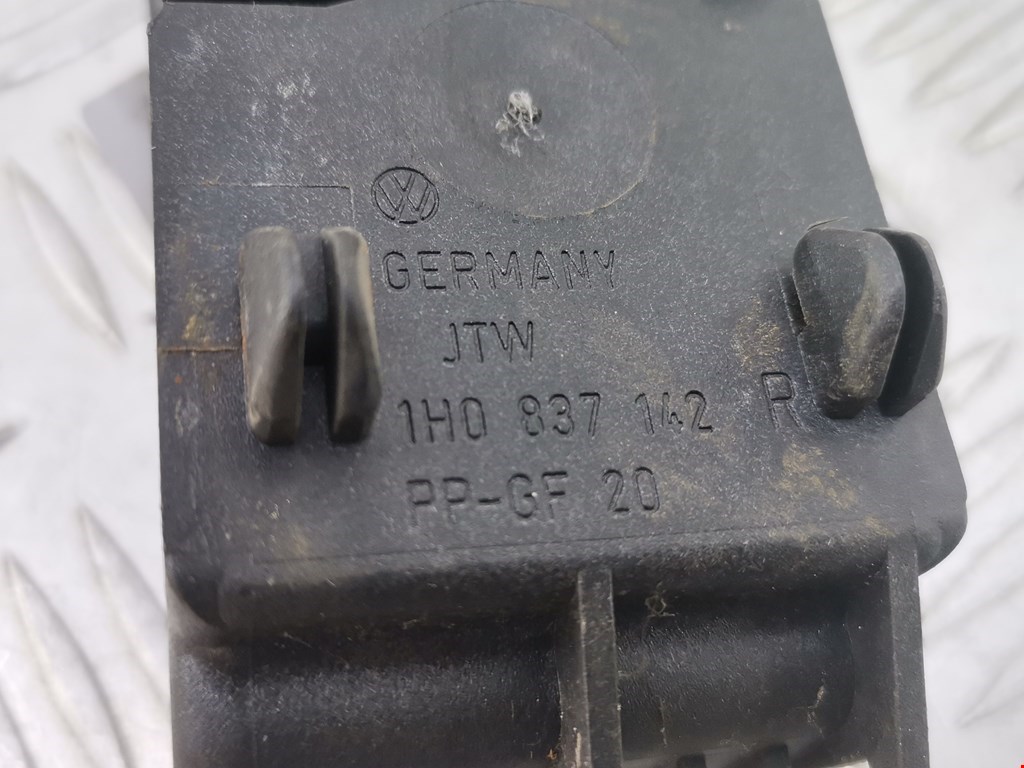 GERMANY
JTW
1H0 837 142 R
PP-GF 20